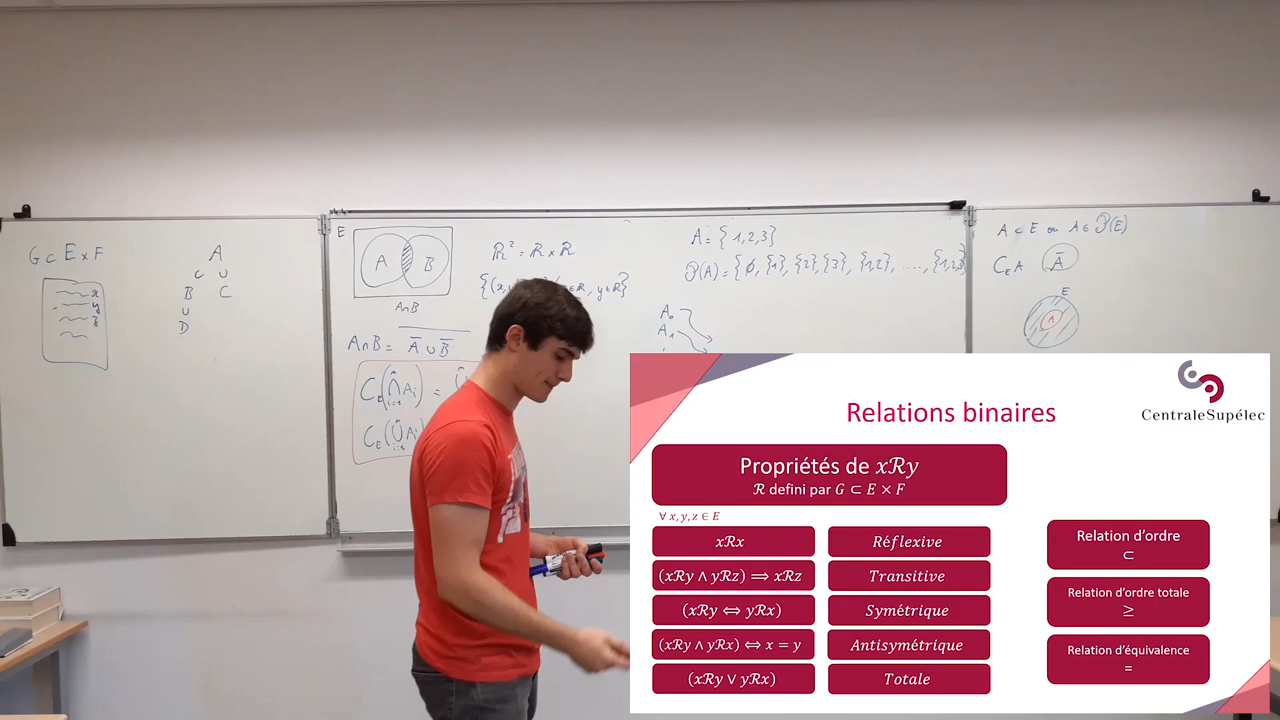 G ⊂ E × F
x
y
z
A
⊂ ∪
B C
∪
D
E
A B
A∩B
ℝ² = ℝ × ℝ
A∩B = A̅ ∪ B̅
A = { 1,2,3}
𝒫(A) = {∅, {1}, {2}, {3}, {1,2}, ...., {1,2,3
A₀
A₁
A ⊂ E ou A ∈ 𝒫(E)
C_E A A̅
E
A
CentraleSupélec
Relations binaires
Propriétés de xℛy
ℛ defini par G ⊂ E × F
∀ x, y, z ∈ E
xℛx Réflexive
(xℛy ∧ yℛz) ⟹ xℛz Transitive
(xℛy ⟺ yℛx) Symétrique
(xℛy ∧ yℛx) ⟺ x = y Antisymétrique
(xℛy ∨ yℛx) Totale
Relation d'ordre
⊂
Relation d'ordre totale
≥
Relation d'équivalence
=